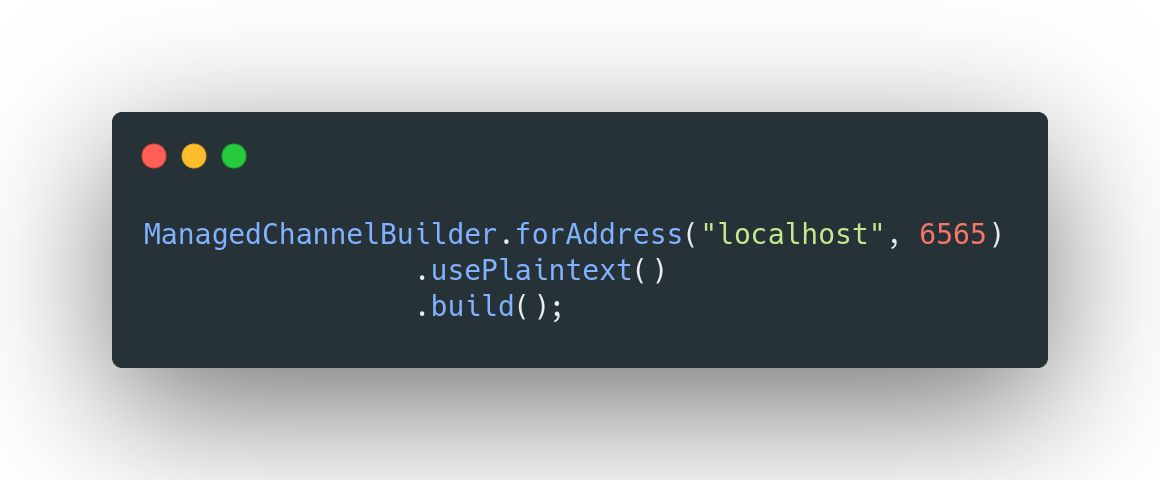 ManagedChannelBuilder.forAddress("localhost", 6565)
.usePlaintext()
.build();